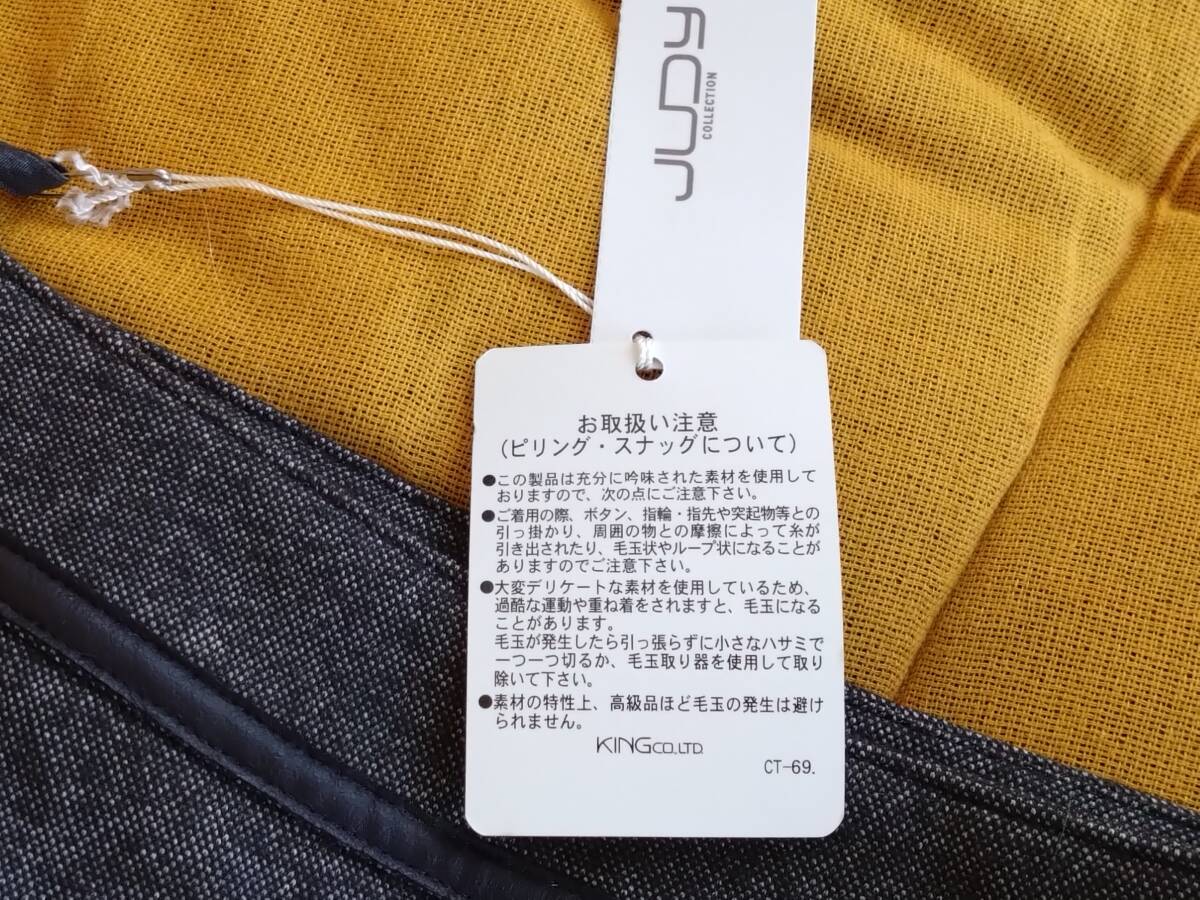 JUDY
COLLECTION
お取扱い注意
(ピリング・スナッグについて)
●この製品は充分に吟味された素材を使用して
おりますので、次の点にご注意下さい。
●ご着用の際、ボタン、指輪・指先や突起物等との
引っ掛かり、周囲の物との摩擦によって糸が
引き出されたり、毛玉状やループ状になることが
ありますのでご注意下さい。
●大変デリケートな素材を使用しているため、
過酷な運動や重ね着をされますと、毛玉になる
ことがあります。
毛玉が発生したら引っ張らずに小さなハサミで
一つ一つ切るか、毛玉取り器を使用して取り
除いて下さい。
●素材の特性上、高級品ほど毛玉の発生は避け
られません。
KING CO.,LTD.
CT-69.